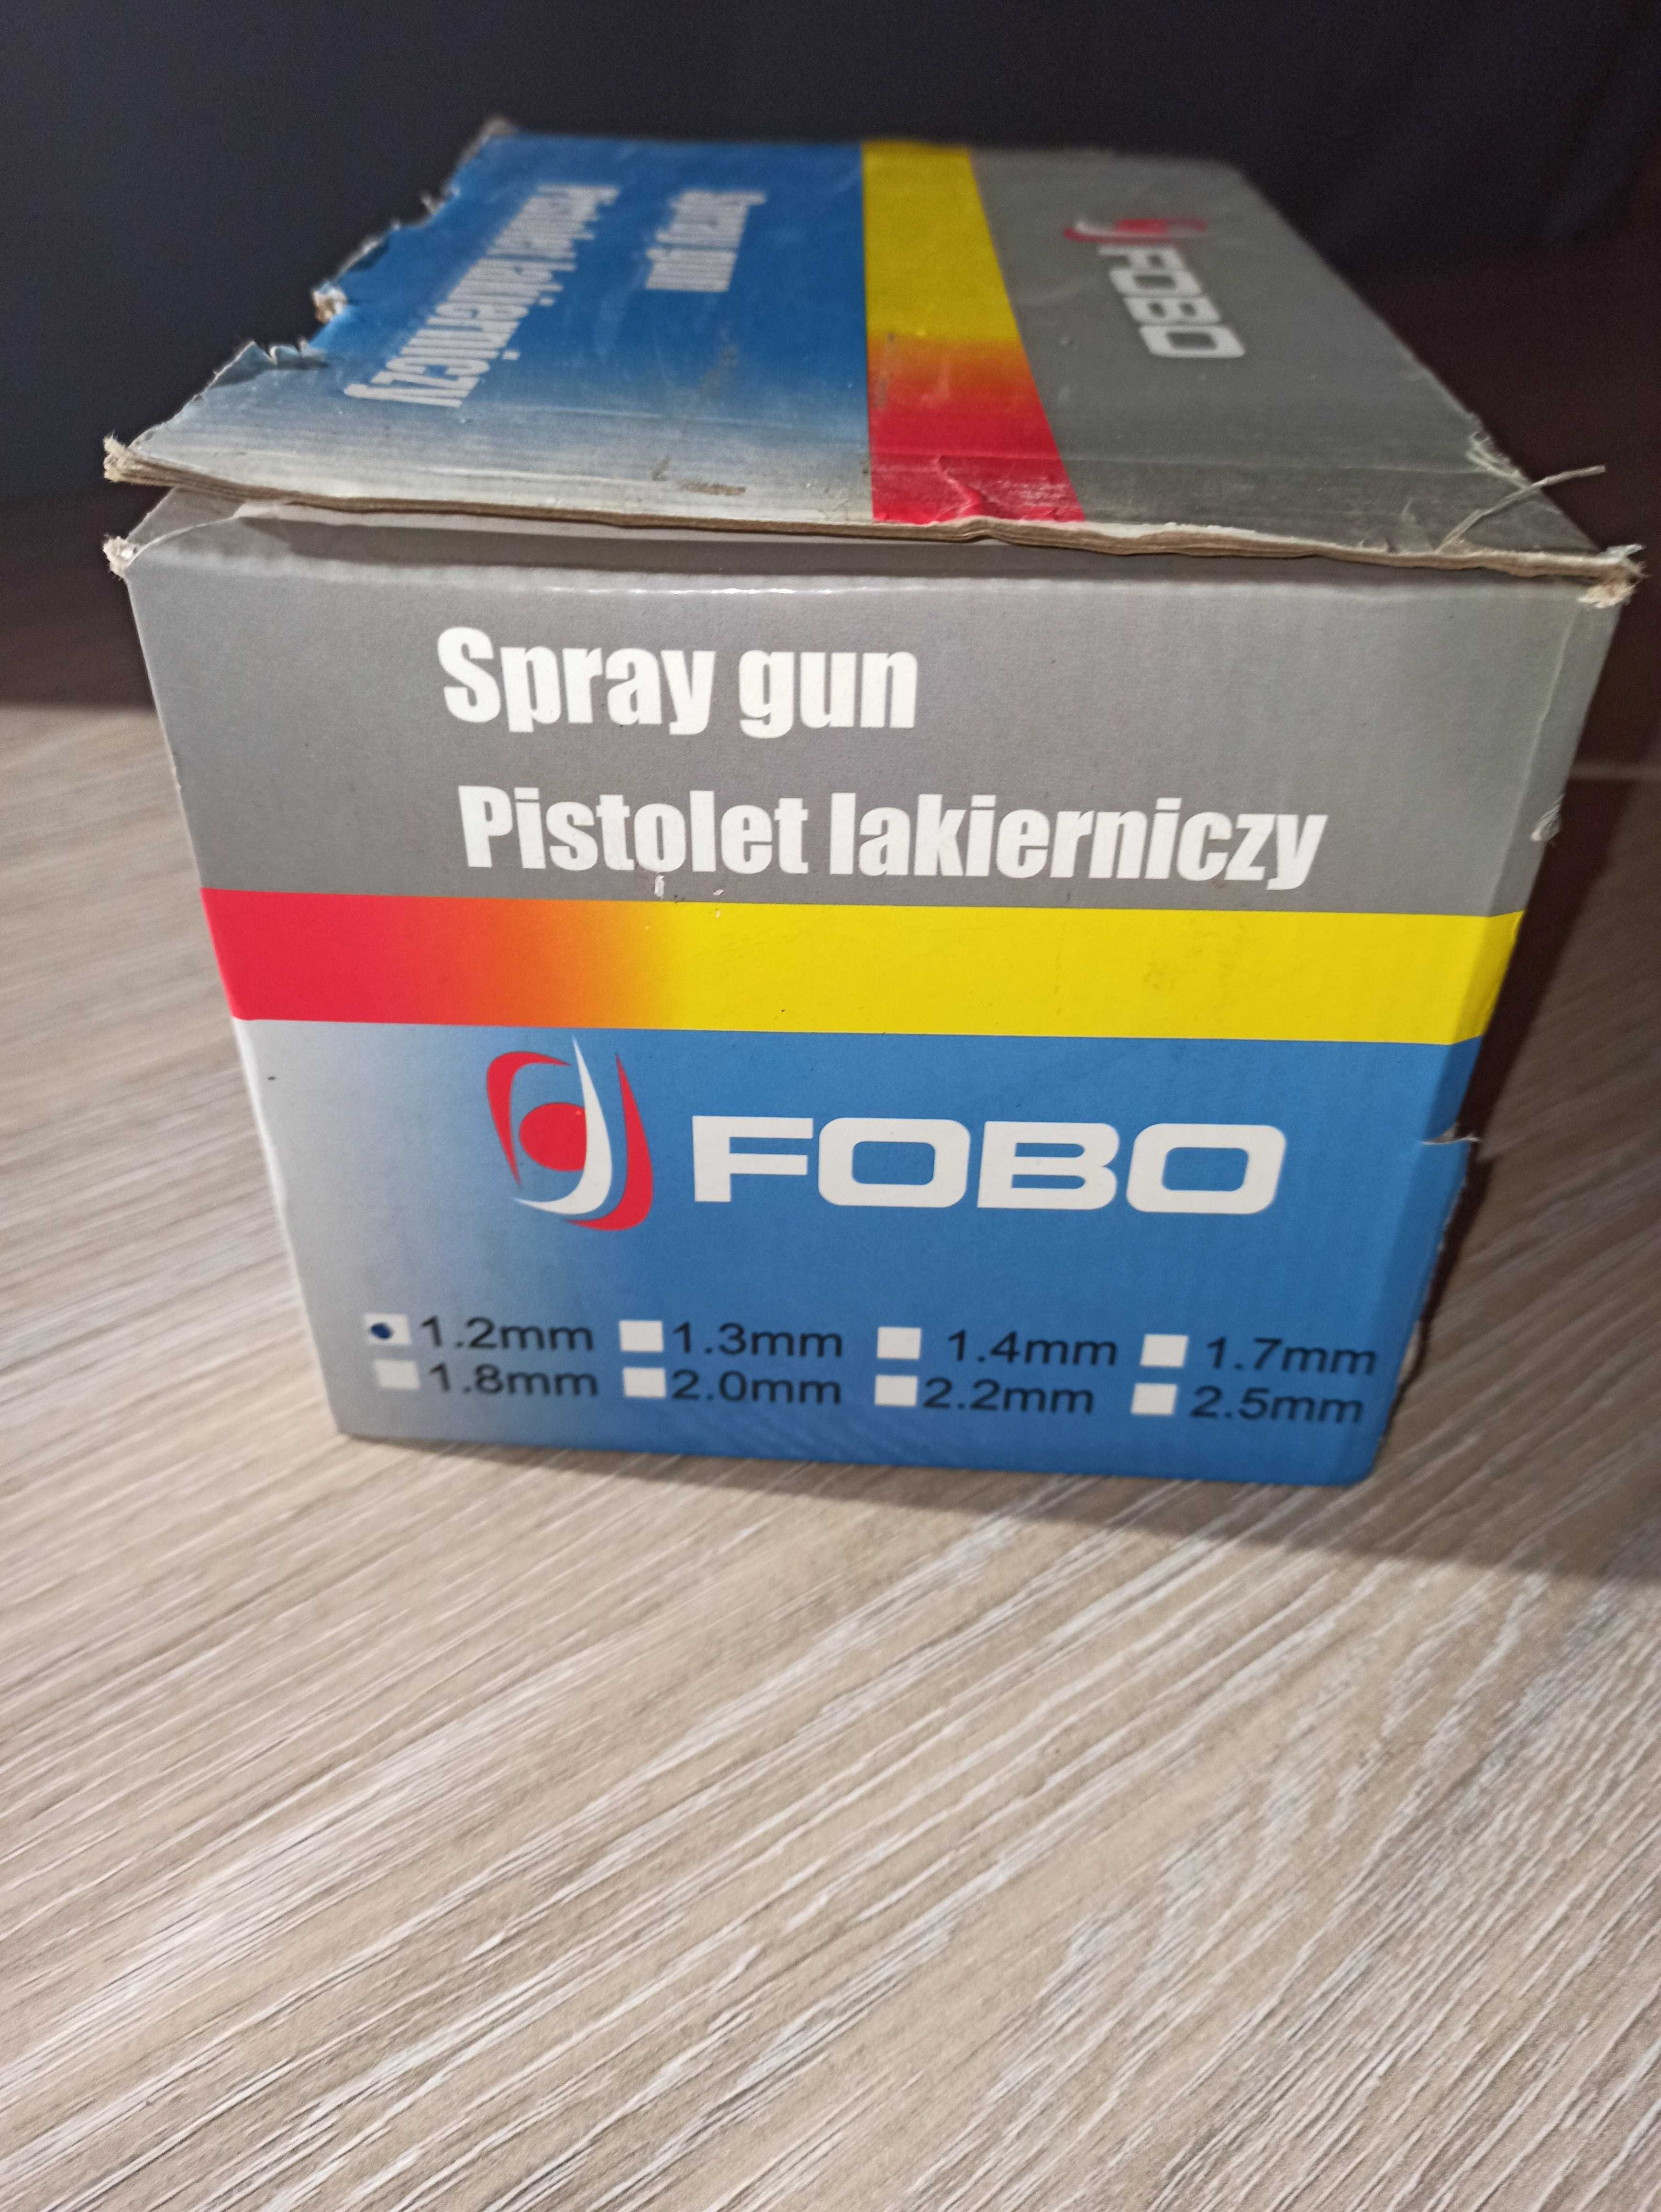 Spray gun
Pistolet lakierniczy
FOBO
Spray gun
Pistolet lakierniczy
FOBO
1.2mm 1.3mm 1.4mm 1.7mm
1.8mm 2.0mm 2.2mm 2.5mm